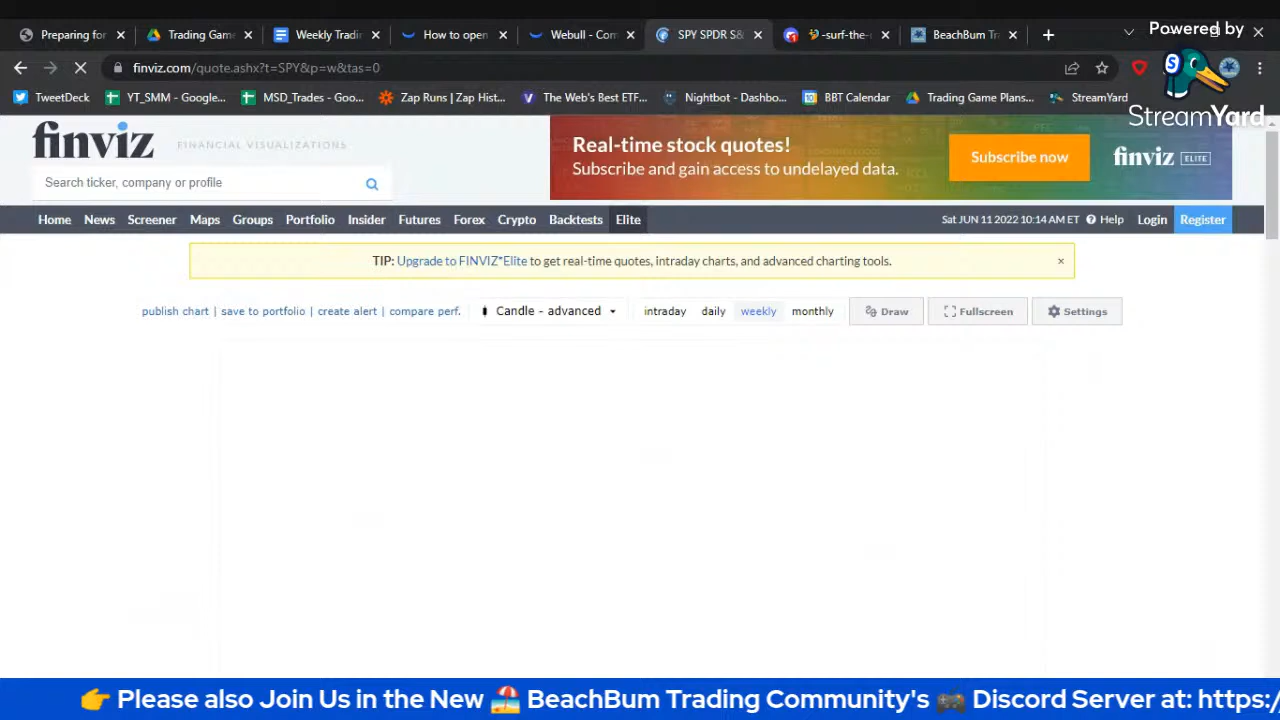 Preparing for
Trading Gam
Weekly Tradi
How to open
Webull - Con
SPY SPDR S&
-surf-the-
BeachBum Tr
Powered by
finviz.com/quote.ashx?t=SPY&p=w&tas=0
TweetDeck
YT_SMM - Google...
MSD_Trades - Goo...
Zap Runs | Zap Hist...
The Web's Best ETF...
Nightbot - Dashbo...
BBT Calendar
Trading Game Plans...
StreamYard
StreamYard
finviz
FINANCIAL VISUALIZATIONS
Search ticker, company or profile
Real-time stock quotes!
Subscribe and gain access to undelayed data.
Subscribe now
finviz ELITE
Home News Screener Maps Groups Portfolio Insider Futures Forex Crypto Backtests Elite
Sat JUN 11 2022 10:14 AM ET Help Login Register
TIP: Upgrade to FINVIZ*Elite to get real-time quotes, intraday charts, and advanced charting tools. ×
publish chart | save to portfolio | create alert | compare perf.
Candle - advanced
intraday daily weekly monthly
Draw
Fullscreen
Settings
👉 Please also Join Us in the New 🏖️ BeachBum Trading Community's 🎮 Discord Server at: https:/